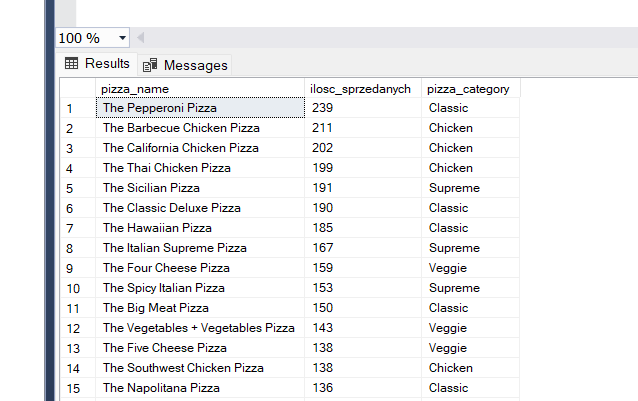 100 %
Results Messages
pizza_name ilosc_sprzedanych pizza_category
1 The Pepperoni Pizza 239 Classic
2 The Barbecue Chicken Pizza 211 Chicken
3 The California Chicken Pizza 202 Chicken
4 The Thai Chicken Pizza 199 Chicken
5 The Sicilian Pizza 191 Supreme
6 The Classic Deluxe Pizza 190 Classic
7 The Hawaiian Pizza 185 Classic
8 The Italian Supreme Pizza 167 Supreme
9 The Four Cheese Pizza 159 Veggie
10 The Spicy Italian Pizza 153 Supreme
11 The Big Meat Pizza 150 Classic
12 The Vegetables + Vegetables Pizza 143 Veggie
13 The Five Cheese Pizza 138 Veggie
14 The Southwest Chicken Pizza 138 Chicken
15 The Napolitana Pizza 136 Classic